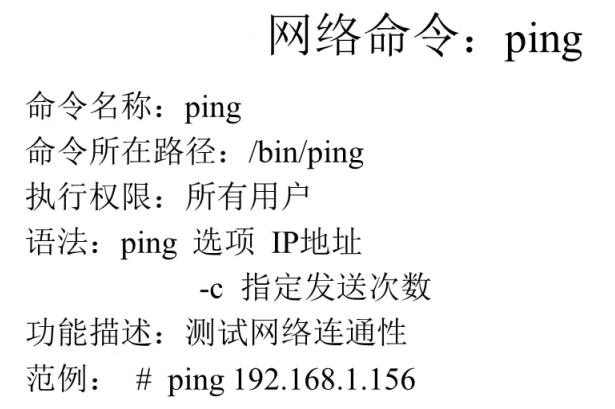 网络命令：ping
命令名称：ping
命令所在路径：/bin/ping
执行权限：所有用户
语法：ping 选项 IP地址
-c 指定发送次数
功能描述：测试网络连通性
范例： # ping 192.168.1.156